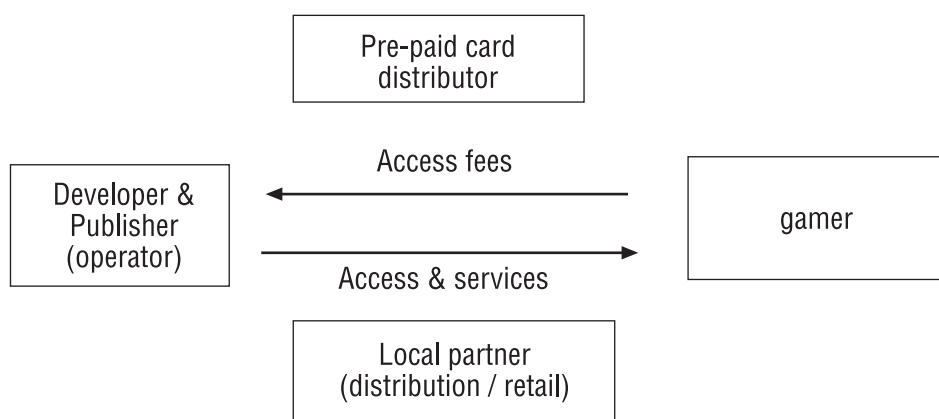 Pre-paid card
distributor
Access fees
Developer &
Publisher
(operator)
gamer
Access & services
Local partner
(distribution / retail)